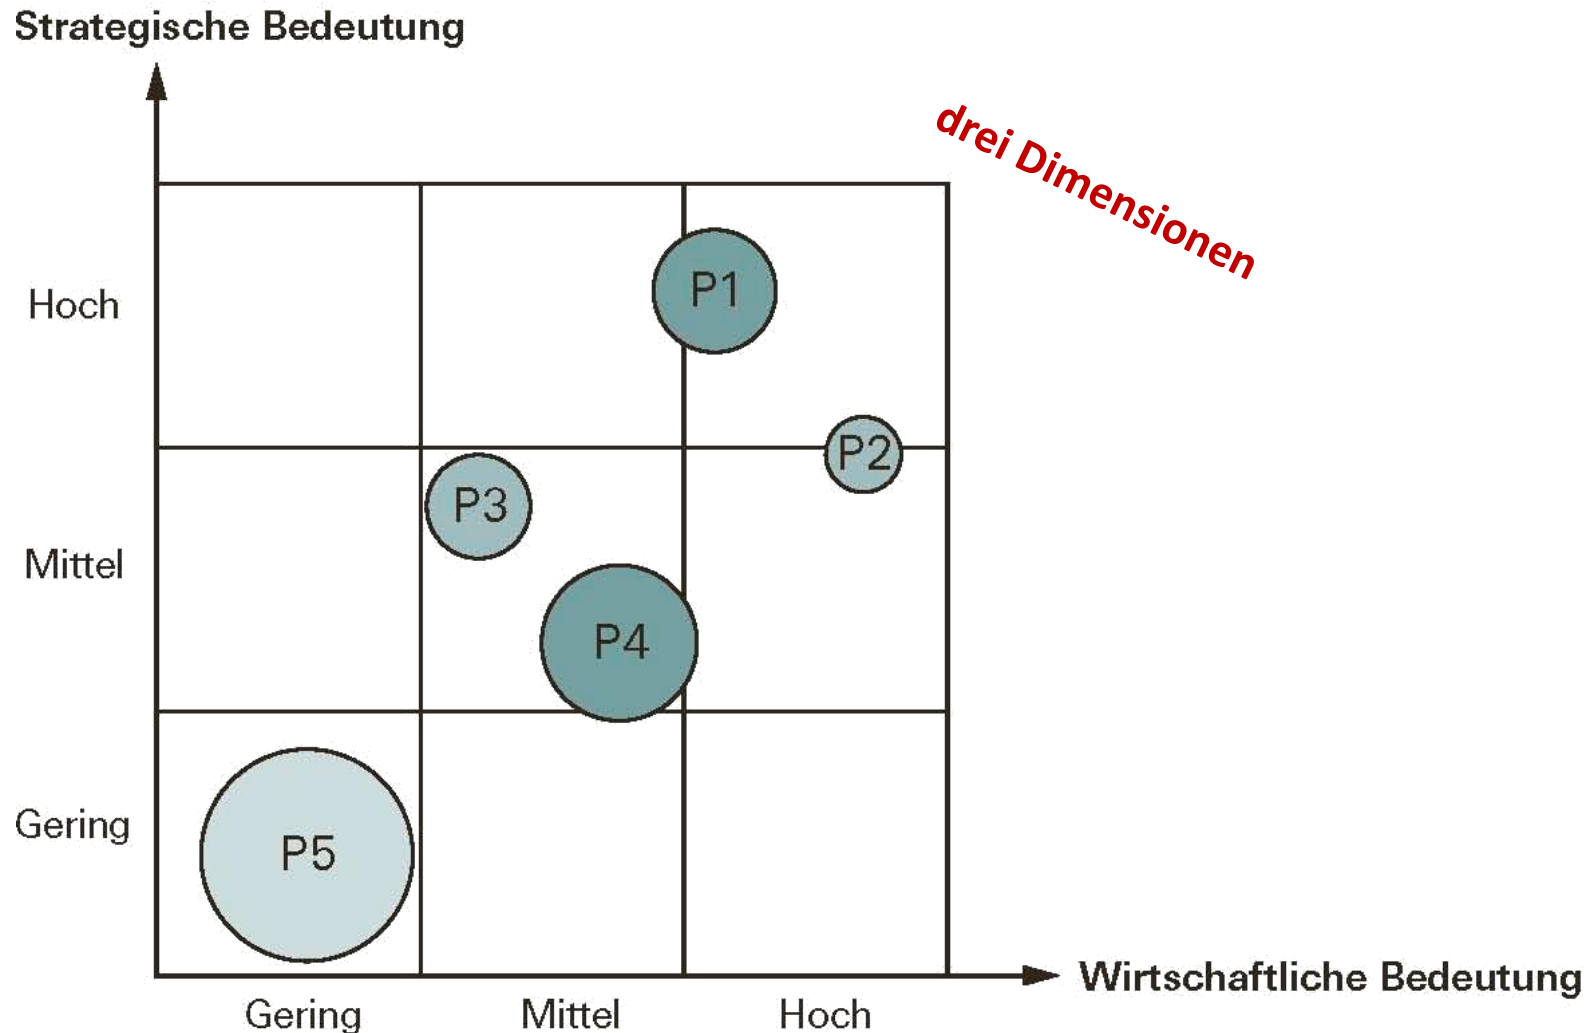 Strategische Bedeutung
drei Dimensionen
Hoch
P1
P2
P3
Mittel
P4
Gering
P5
Wirtschaftliche Bedeutung
Gering
Mittel
Hoch